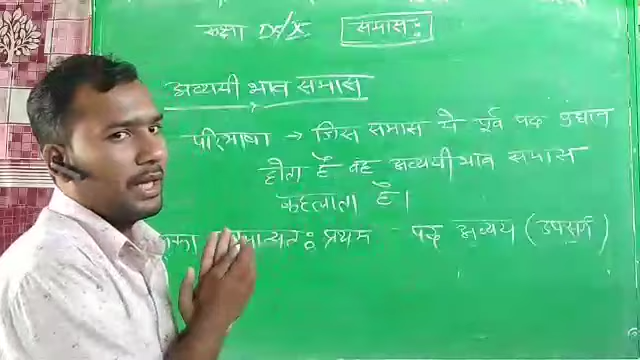 कक्षा IX/X समासः
अव्ययी भाव समास
परिभाषा → जिस समास में पूर्व पद प्रधान
होता है वह अव्ययी भाव समास
कहलाता है।
प्रथम पद अव्यय (उपसर्ग)